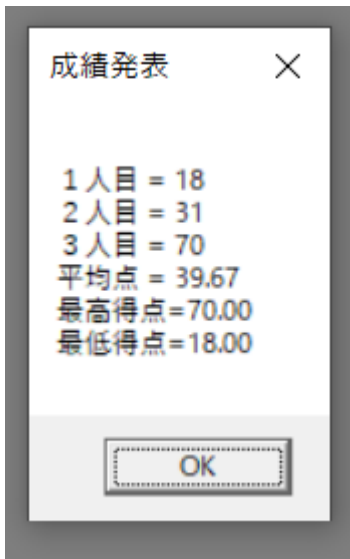 成績発表
1人目 = 18
2人目 = 31
3人目 = 70
平均点 = 39.67
最高得点=70.00
最低得点=18.00
OK